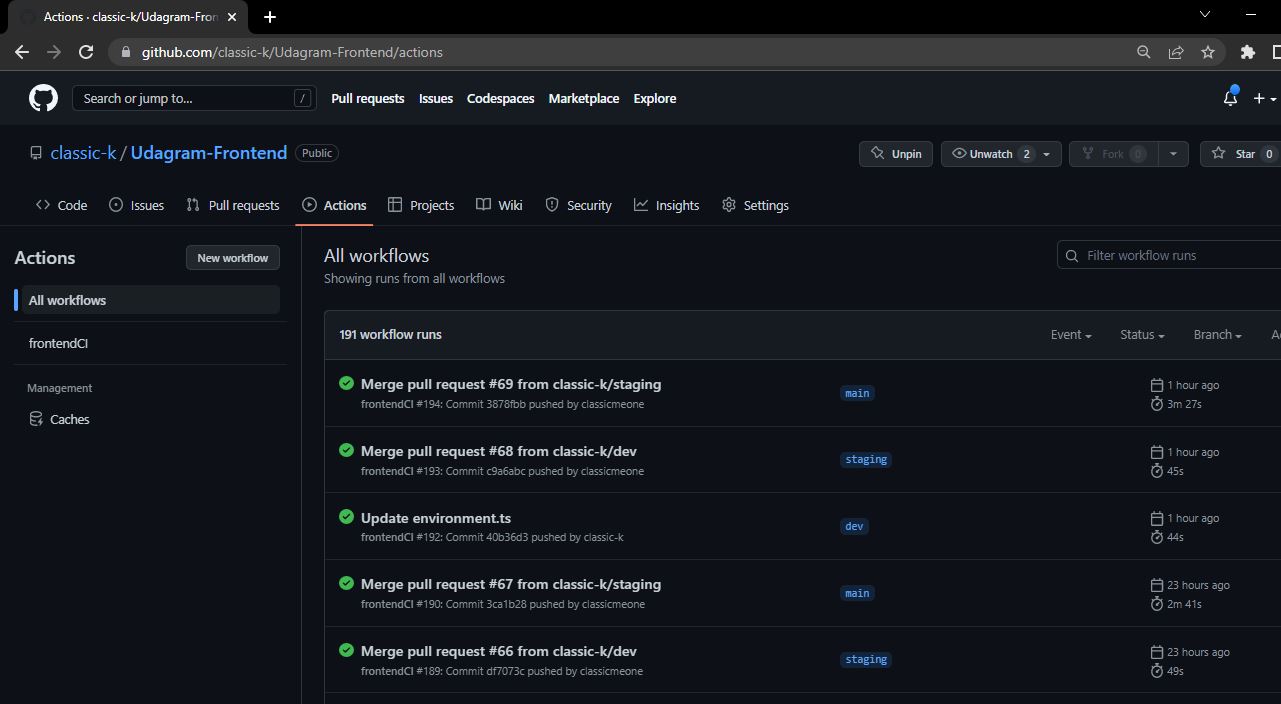 Actions · classic-k/Udagram-Fron
github.com/classic-k/Udagram-Frontend/actions
Search or jump to... /
Pull requests Issues Codespaces Marketplace Explore
classic-k / Udagram-Frontend Public
Unpin Unwatch 2 Fork 0 Star 0
Code Issues Pull requests Actions Projects Wiki Security Insights Settings
Actions
New workflow
All workflows
frontendCI
Management
Caches
All workflows
Showing runs from all workflows
Filter workflow runs
191 workflow runs
Event Status Branch Ac
Merge pull request #69 from classic-k/staging
frontendCI #194: Commit 3878fbb pushed by classicmeone
main
1 hour ago
3m 27s
Merge pull request #68 from classic-k/dev
frontendCI #193: Commit c9a6abc pushed by classicmeone
staging
1 hour ago
45s
Update environment.ts
frontendCI #192: Commit 40b36d3 pushed by classic-k
dev
1 hour ago
44s
Merge pull request #67 from classic-k/staging
frontendCI #190: Commit 3ca1b28 pushed by classicmeone
main
23 hours ago
2m 41s
Merge pull request #66 from classic-k/dev
frontendCI #189: Commit df7073c pushed by classicmeone
staging
23 hours ago
49s